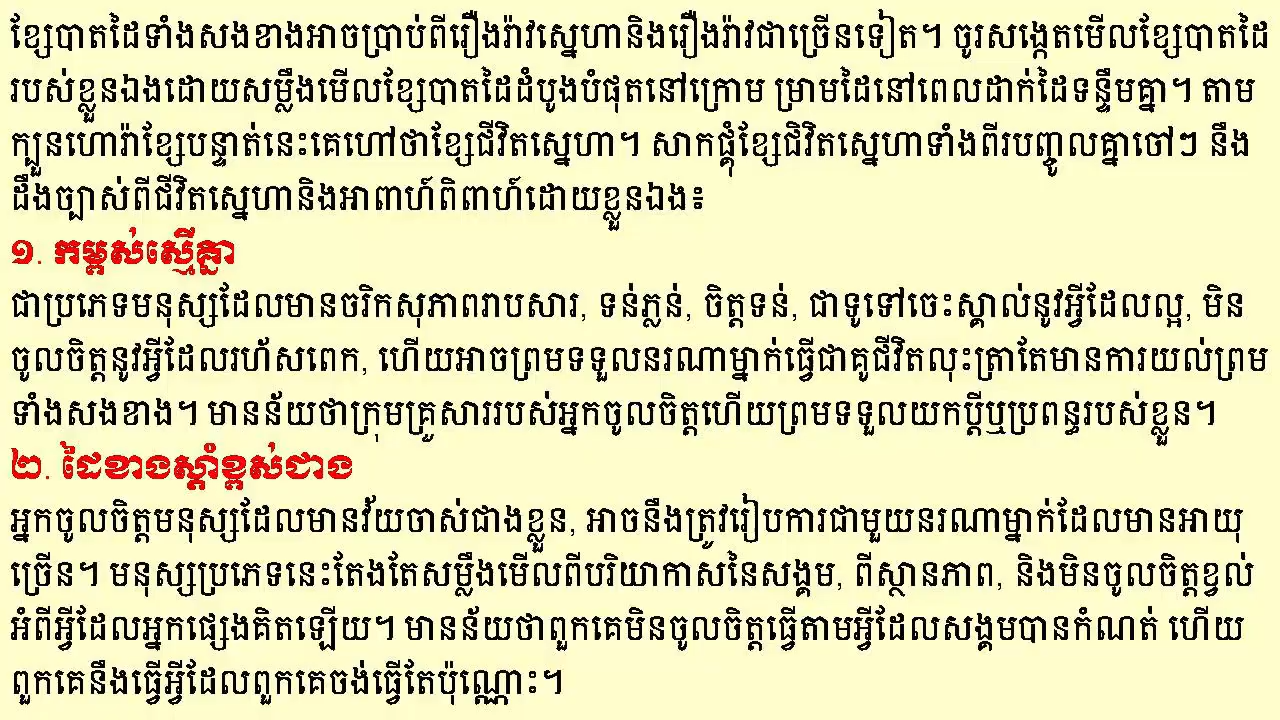 ខ្សែបាតដៃទាំងសងខាងអាចប្រាប់ពីរឿងរ៉ាវស្នេហានិងរឿងរ៉ាវជាច្រើនទៀត។ ចូរសង្កេតមើលខ្សែបាតដៃ
របស់ខ្លួនឯងដោយសម្លឹងមើលខ្សែបាតដៃដំបូងបំផុតនៅក្រោម ម្រាមដៃនៅពេលដាក់ដៃទន្ទឹមគ្នា។ តាម
ក្បួនហោរ៉ាខ្សែបន្ទាត់នេះគេហៅថាខ្សែជីវិតស្នេហា។ សាកផ្គុំខ្សែជិវិតស្នេហាទាំងពីរបញ្ចូលគ្នាចៅៗ នឹង
ដឹងច្បាស់ពីជីវិតស្នេហានិងអាពាហ៍ពិពាហ៍ដោយខ្លួនឯង៖
១. កម្ពស់ស្មើគ្នា
ជាប្រភេទមនុស្សដែលមានចរិកសុភាពរាបសារ, ទន់ភ្លន់, ចិត្តទន់, ជាទូទៅចេះស្គាល់នូវអ្វីដែលល្អ, មិន
ចូលចិត្តនូវអ្វីដែលរហ័សពេក, ហើយអាចព្រមទទួលនរណាម្នាក់ធ្វើជាគូជីវិតលុះត្រាតែមានការយល់ព្រម
ទាំងសងខាង។ មានន័យថាក្រុមគ្រួសាររបស់អ្នកចូលចិត្តហើយព្រមទទួលយកប្តីឬប្រពន្ធរបស់ខ្លួន។
២. ដៃខាងស្តាំខ្ពស់ជាង
អ្នកចូលចិត្តមនុស្សដែលមានវ័យចាស់ជាងខ្លួន, អាចនឹងត្រូវរៀបការជាមួយនរណាម្នាក់ដែលមានអាយុ
ច្រើន។ មនុស្សប្រភេទនេះតែងតែសម្លឹងមើលពីបរិយាកាសនៃសង្គម, ពីស្ថានភាព, និងមិនចូលចិត្តខ្វល់
អំពីអ្វីដែលអ្នកផ្សេងគិតឡើយ។ មានន័យថាពួកគេមិនចូលចិត្តធ្វើតាមអ្វីដែលសង្គមបានកំណត់ ហើយ
ពួកគេនឹងធ្វើអ្វីដែលពួកគេចង់ធ្វើតែប៉ុណ្ណោះ។